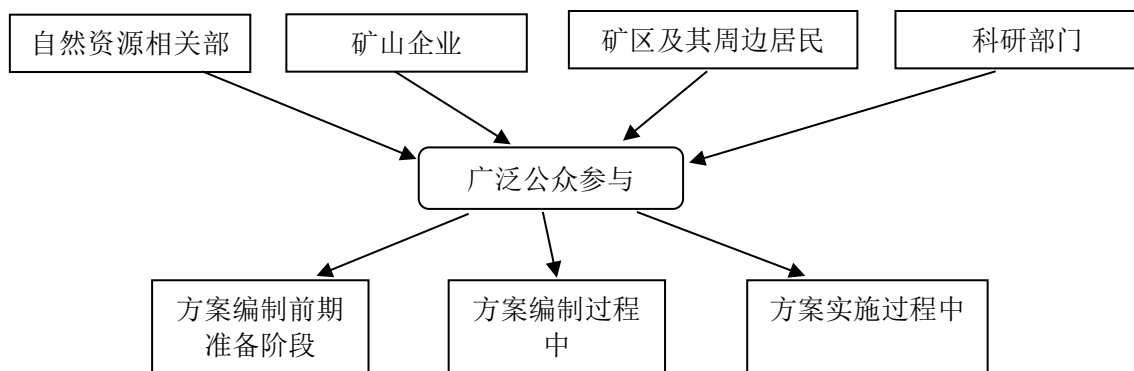 自然资源相关部
矿山企业
矿区及其周边居民
科研部门
广泛公众参与
方案编制前期
准备阶段
方案编制过程
中
方案实施过程中